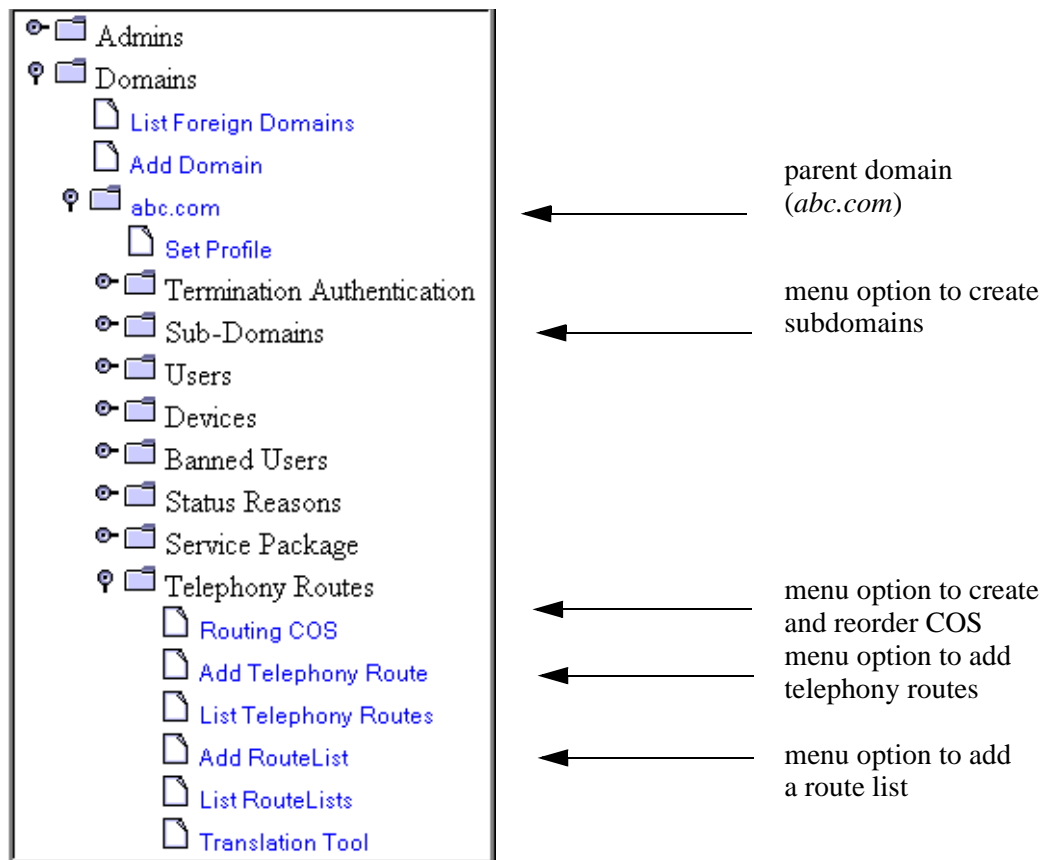 Admins
Domains
List Foreign Domains
Add Domain
abc.com
Set Profile
Termination Authentication
Sub-Domains
Users
Devices
Banned Users
Status Reasons
Service Package
Telephony Routes
Routing COS
Add Telephony Route
List Telephony Routes
Add RouteList
List RouteLists
Translation Tool
parent domain
(abc.com)
menu option to create
subdomains
menu option to create
and reorder COS
menu option to add
telephony routes
menu option to add
a route list